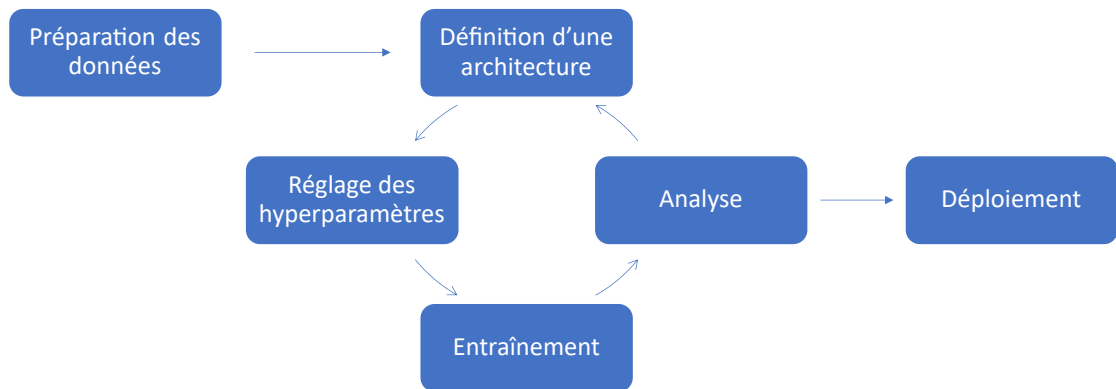 Préparation des
données
Définition d’une
architecture
Réglage des
hyperparamètres
Analyse
Déploiement
Entraînement